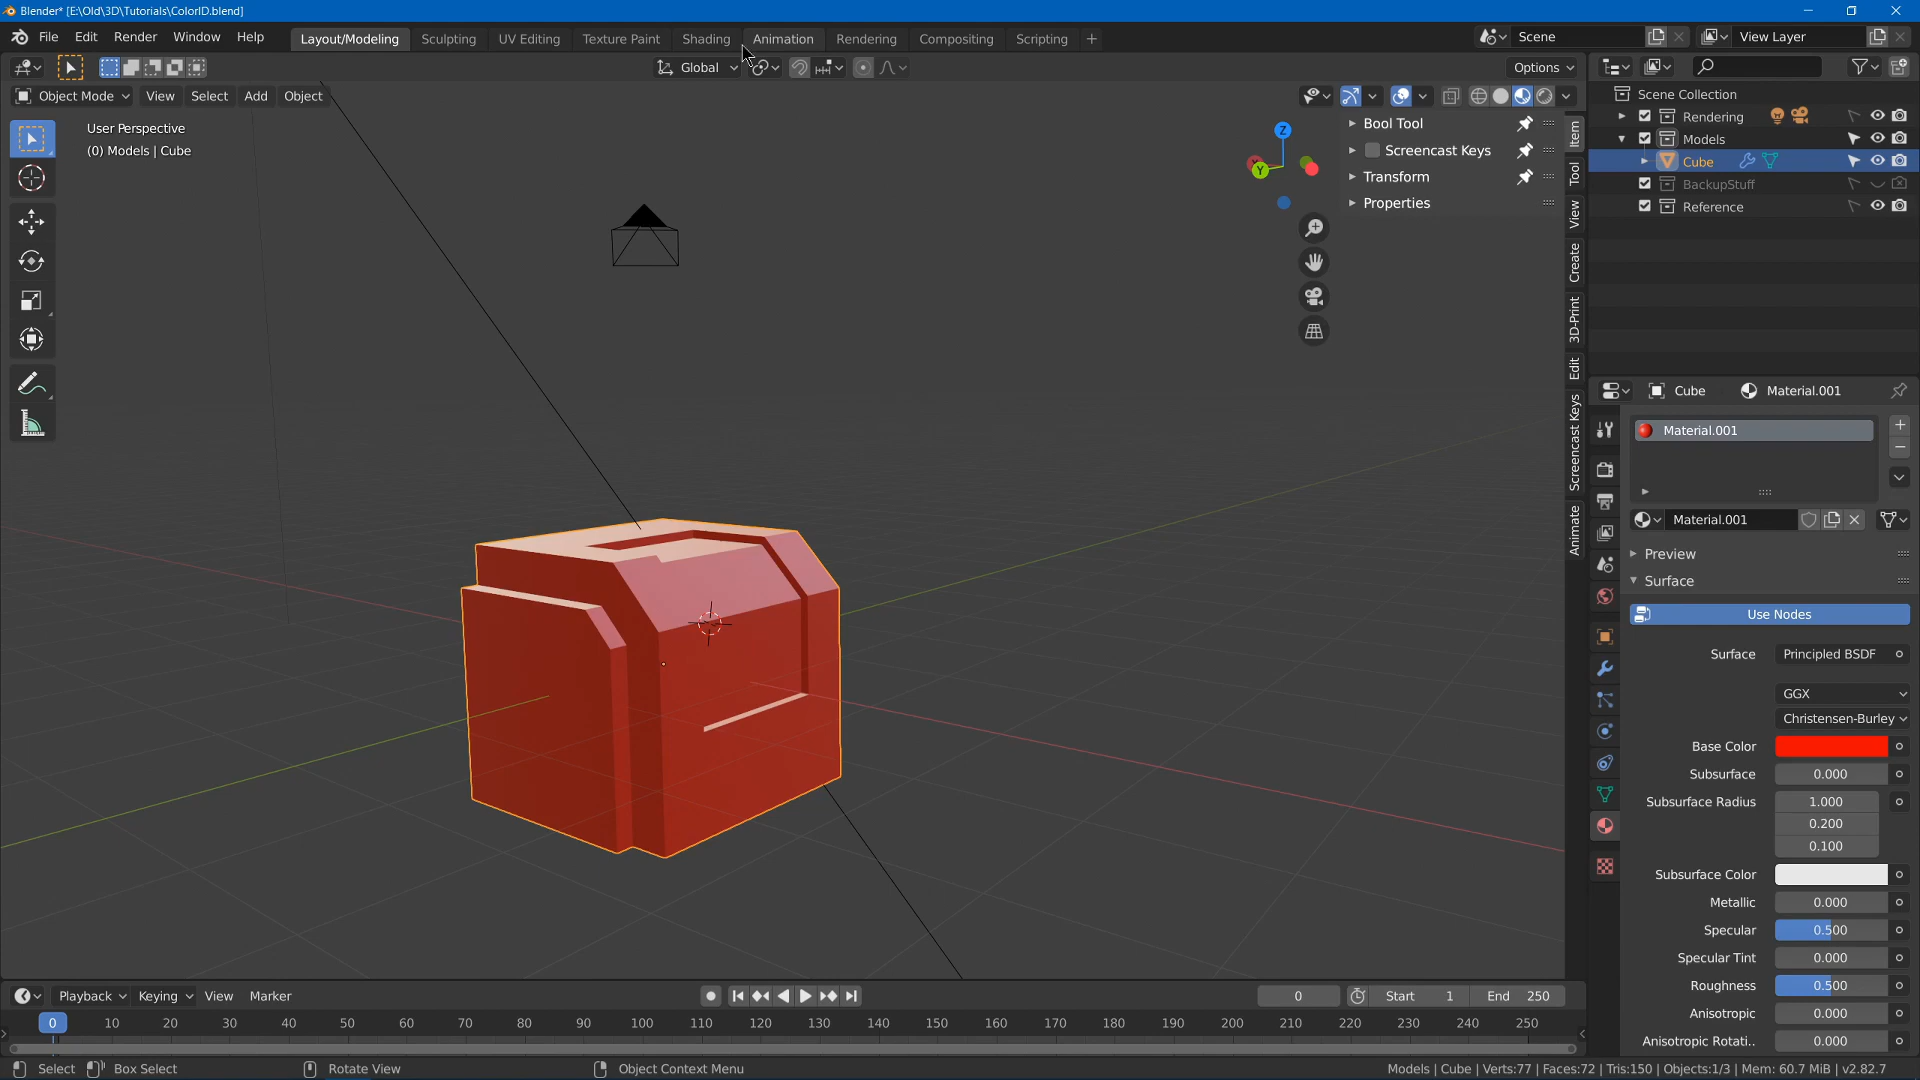 Blender* [E:\Old\3D\Tutorials\ColorID.blend]
File Edit Render Window Help Layout/Modeling Sculpting UV Editing Texture Paint Shading Animation Rendering Compositing Scripting + Scene View Layer
Global Options
Object Mode View Select Add Object
User Perspective
(0) Models | Cube
Z
Y
Bool Tool
Screencast Keys
Transform
Properties
Item
Tool
View
Create
3D-Print
Edit
Screencast Keys
Animate
Scene Collection
Rendering
Models
Cube
BackupStuff
Reference
Cube Material.001
Material.001
Material.001
Preview
Surface
Use Nodes
Surface Principled BSDF
GGX
Christensen-Burley
Base Color
Subsurface 0.000
Subsurface Radius 1.000
0.200
0.100
Subsurface Color
Metallic 0.000
Specular 0.500
Specular Tint 0.000
Roughness 0.500
Anisotropic 0.000
Anisotropic Rotati.. 0.000
Playback Keying View Marker 0 Start 1 End 250
0 10 20 30 40 50 60 70 80 90 100 110 120 130 140 150 160 170 180 190 200 210 220 230 240 250
Select Box Select Rotate View Object Context Menu Models | Cube | Verts:77 | Faces:72 | Tris:150 | Objects:1/3 | Mem: 60.7 MiB | v2.82.7